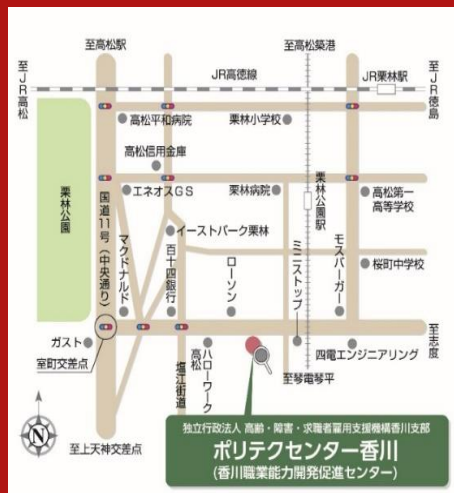 至高松駅
至高松築港
至JR高松
JR高徳線
JR栗林駅
至JR徳島
高松平和病院
栗林小学校
高松信用金庫
栗林公園
国道11号(中央通り)
エネオスGS
栗林病院
栗林公園駅
高松第一
高等学校
イーストパーク栗林
マクドナルド
百十四銀行
ローソン
ミニストップ
モスバーガー
桜町中学校
ガスト
室町交差点
塩江街道
ハローワーク
高松
四電エンジニアリング
至志度
至琴電琴平
N
至上天神交差点
独立行政法人 高齢・障害・求職者雇用支援機構香川支部
ポリテクセンター香川
(香川職業能力開発促進センター)